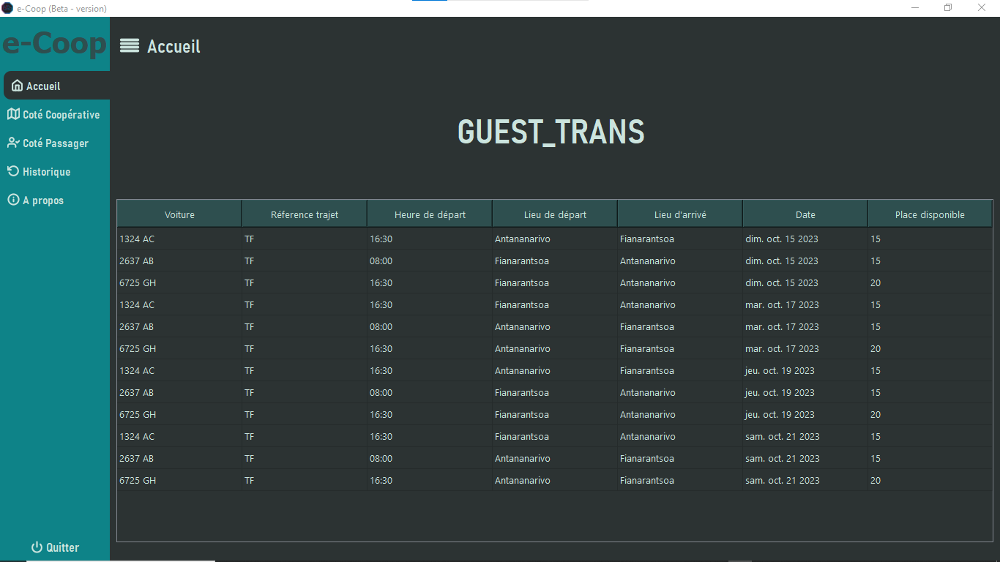 e-Coop (Beta - version)
e-Coop
Accueil
Coté Coopérative
Coté Passager
Historique
A propos
Quitter
Accueil
GUEST_TRANS
Voiture Réference trajet Heure de départ Lieu de départ Lieu d'arrivé Date Place disponible
1324 AC TF 16:30 Antananarivo Fianarantsoa dim. oct. 15 2023 15
2637 AB TF 08:00 Fianarantsoa Antananarivo dim. oct. 15 2023 15
6725 GH TF 16:30 Fianarantsoa Antananarivo dim. oct. 15 2023 20
1324 AC TF 16:30 Fianarantsoa Antananarivo mar. oct. 17 2023 15
2637 AB TF 08:00 Antananarivo Fianarantsoa mar. oct. 17 2023 15
6725 GH TF 16:30 Antananarivo Fianarantsoa mar. oct. 17 2023 20
1324 AC TF 16:30 Antananarivo Fianarantsoa jeu. oct. 19 2023 15
2637 AB TF 08:00 Fianarantsoa Antananarivo jeu. oct. 19 2023 15
6725 GH TF 16:30 Fianarantsoa Antananarivo jeu. oct. 19 2023 20
1324 AC TF 16:30 Fianarantsoa Antananarivo sam. oct. 21 2023 15
2637 AB TF 08:00 Antananarivo Fianarantsoa sam. oct. 21 2023 15
6725 GH TF 16:30 Antananarivo Fianarantsoa sam. oct. 21 2023 20